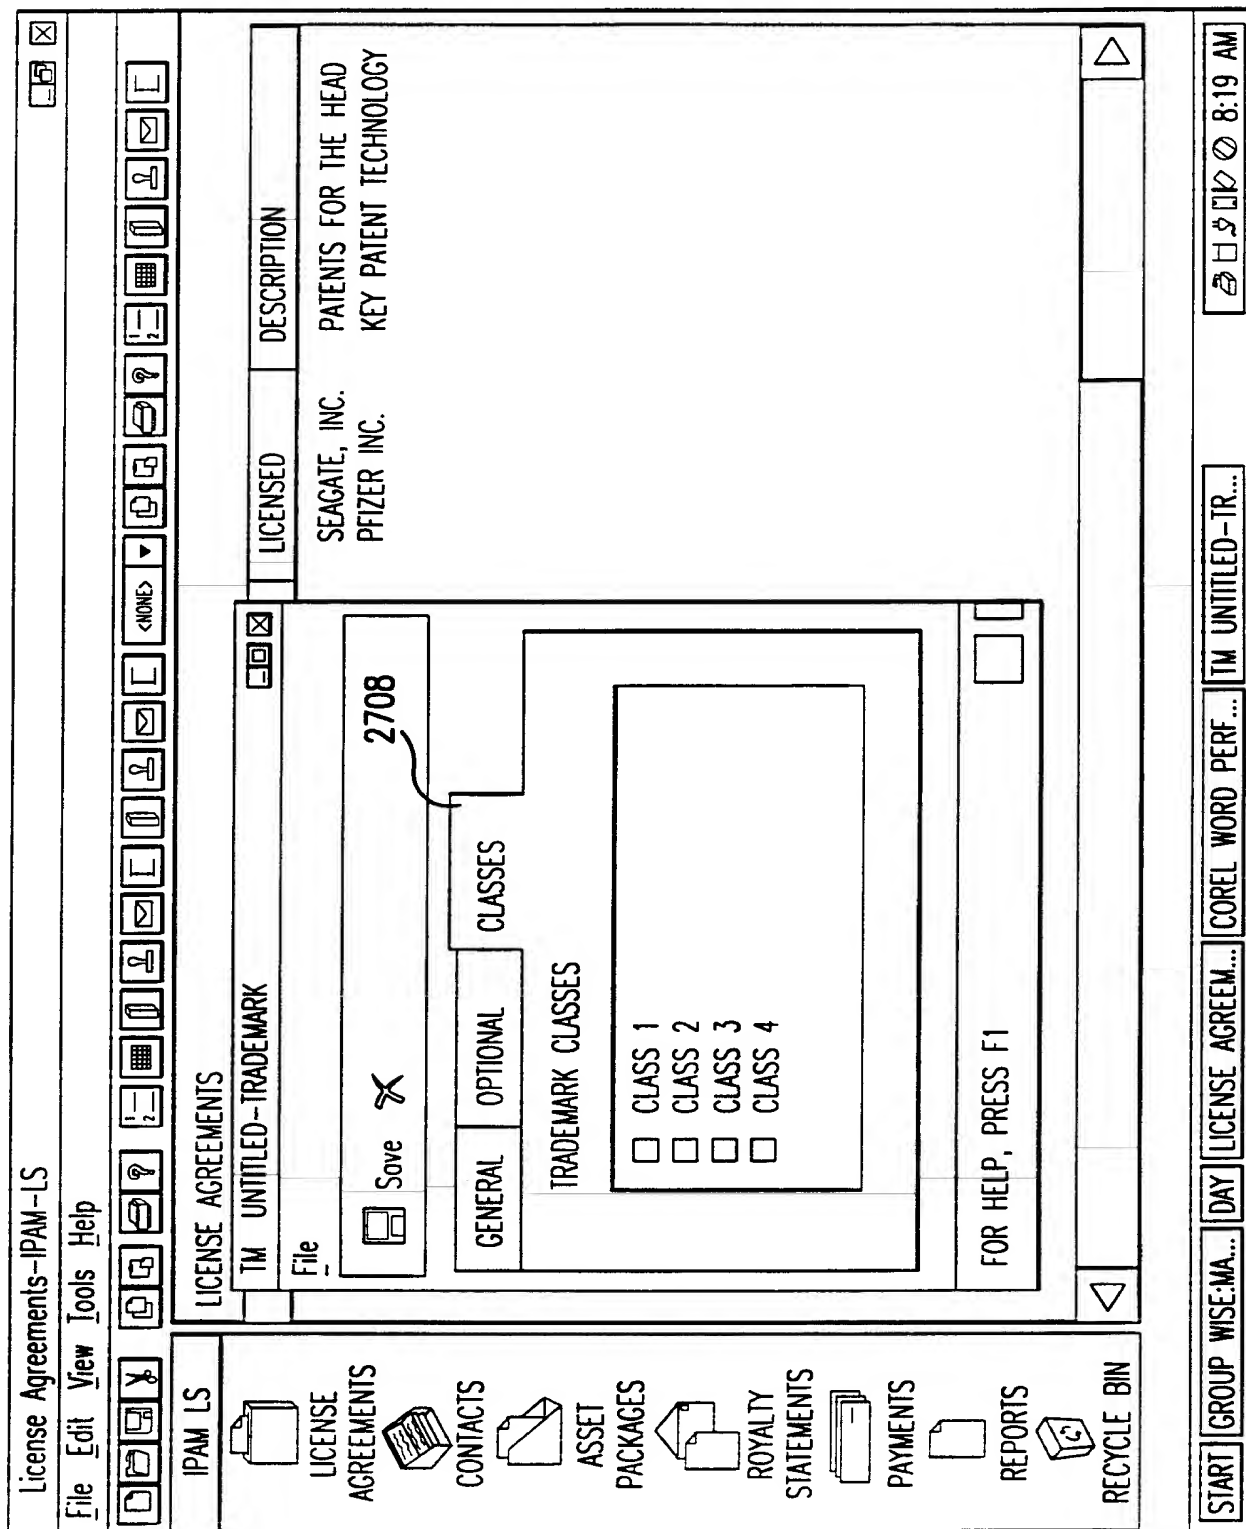 License Agreements-IPAM-LS
File Edit View Tools Help
<NONE>
IPAM LS
LICENSE
AGREEMENTS
CONTACTS
ASSET
PACKAGES
ROYALTY
STATEMENTS
PAYMENTS
REPORTS
RECYCLE BIN
LICENSE AGREEMENTS
LICENSED DESCRIPTION
SEAGATE, INC. PATENTS FOR THE HEAD
PFIZER INC. KEY PATENT TECHNOLOGY
TM UNTITLED-TRADEMARK
File
Save
2708
GENERAL OPTIONAL CLASSES
TRADEMARK CLASSES
CLASS 1
CLASS 2
CLASS 3
CLASS 4
FOR HELP, PRESS F1
START GROUP WISE:MA... DAY LICENSE AGREEM... COREL WORD PERF... TM UNTITLED-TR... 8:19 AM